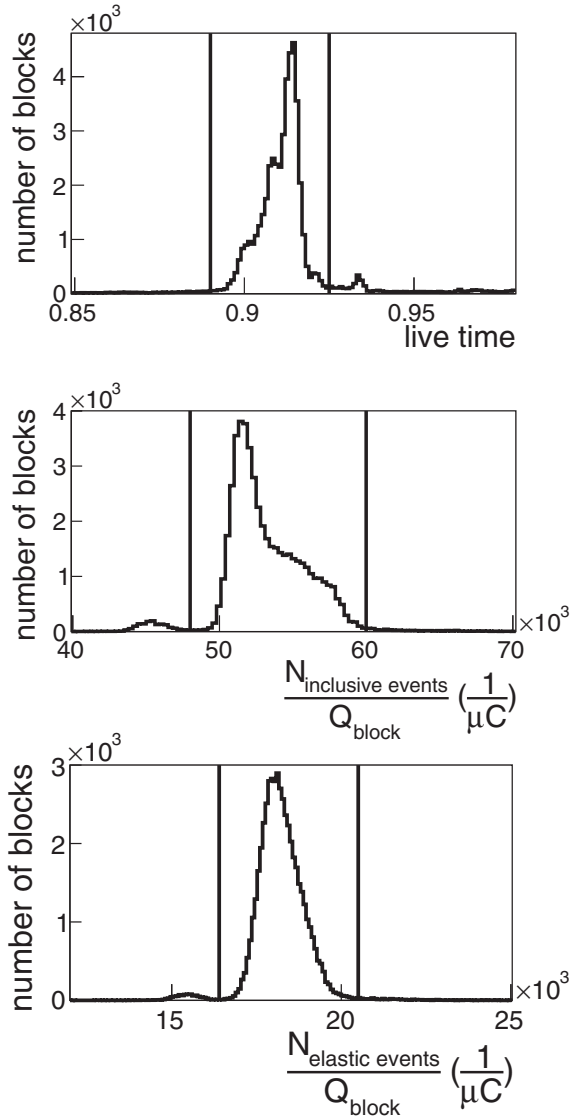 ×10³
number of blocks
4
3
2
1
0
0.85 0.9 0.95
live time
×10³
number of blocks
4
3
2
1
0
40 50 60 70 ×10³
N_inclusive events / Q_block (1/μC)
×10³
number of blocks
3
2
1
0
15 20 25 ×10³
N_elastic events / Q_block (1/μC)